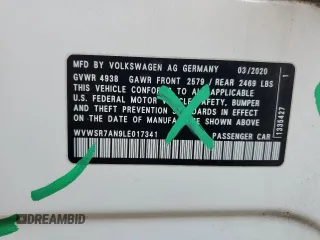 MFD BY VOLKSWAGEN AG GERMANY 03/2020
GVWR 4938 GAWR FRONT 2579 / REAR 2469 LBS
THIS VEHICLE CONFORMS TO ALL APPLICABLE
U.S. FEDERAL MOTOR VEHICLE SAFETY, BUMPER
AND THEFT PREVENTION STANDARDS IN EFFECT
ON THE DATE OF MANUFACTURE SHOWN ABOVE.
WVWSR7AN9LE017341 PASSENGER CAR
1
1335427
DREAMBID